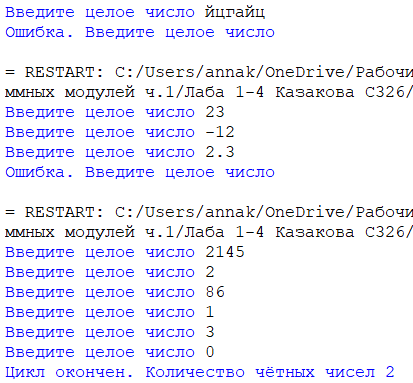 Введите целое число йцгайц
Ошибка. Введите целое число
= RESTART: C:/Users/annak/OneDrive/Рабочи
ммных модулей ч.1/Лаба 1-4 Казакова С326/
Введите целое число 23
Введите целое число -12
Введите целое число 2.3
Ошибка. Введите целое число
= RESTART: C:/Users/annak/OneDrive/Рабочи
ммных модулей ч.1/Лаба 1-4 Казакова С326/
Введите целое число 2145
Введите целое число 2
Введите целое число 86
Введите целое число 1
Введите целое число 3
Введите целое число 0
Цикл окончен. Количество чётных чисел 2